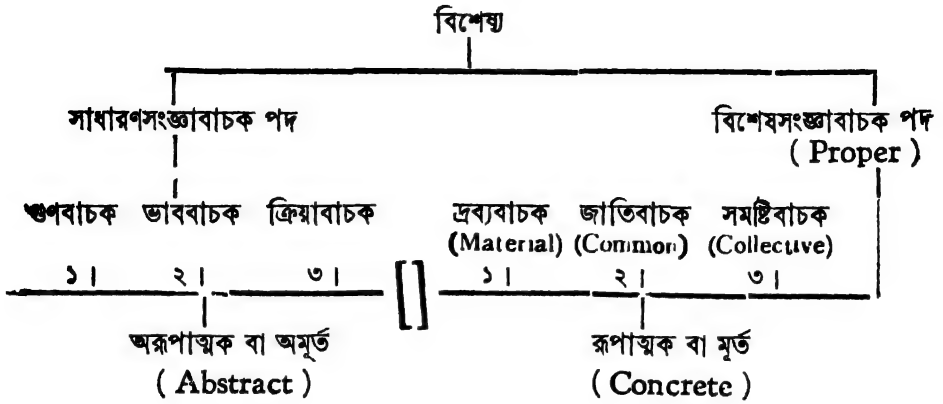 বিশেষ্য
সাধারণসংজ্ঞাবাচক পদ বিশেষসংজ্ঞাবাচক পদ
( Proper )
গুণবাচক ভাববাচক ক্রিয়াবাচক দ্রব্যবাচক জাতিবাচক সমষ্টিবাচক
(Material) (Common) (Collective)
১। ২। ৩। [] ১। ২। ৩।
অরূপাত্মক বা অমূর্ত রূপাত্মক বা মূর্ত
( Abstract ) ( Concrete )